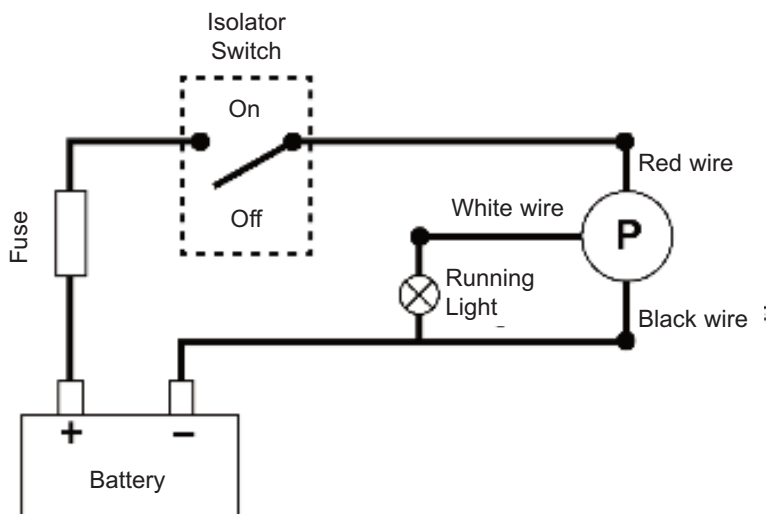 Isolator
Switch
On
Off
Fuse
Red wire
White wire
P
Running
Light
Black wire
+
−
Battery